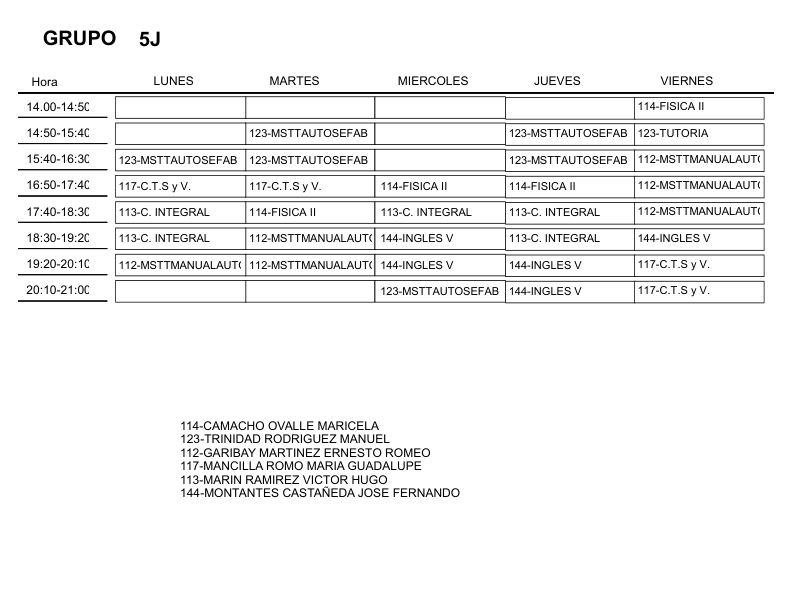 GRUPO 5J
Hora LUNES MARTES MIERCOLES JUEVES VIERNES
14.00-14:50 114-FISICA II
14:50-15:40 123-MSTTAUTOSEFAB 123-MSTTAUTOSEFAB 123-TUTORIA
15:40-16:30 123-MSTTAUTOSEFAB 123-MSTTAUTOSEFAB 123-MSTTAUTOSEFAB 112-MSTTMANUALAUT(
16:50-17:40 117-C.T.S y V. 117-C.T.S y V. 114-FISICA II 114-FISICA II 112-MSTTMANUALAUT(
17:40-18:30 113-C. INTEGRAL 114-FISICA II 113-C. INTEGRAL 113-C. INTEGRAL 112-MSTTMANUALAUT(
18:30-19:20 113-C. INTEGRAL 112-MSTTMANUALAUT( 144-INGLES V 113-C. INTEGRAL 144-INGLES V
19:20-20:10 112-MSTTMANUALAUT( 112-MSTTMANUALAUT( 144-INGLES V 144-INGLES V 117-C.T.S y V.
20:10-21:00 123-MSTTAUTOSEFAB 144-INGLES V 117-C.T.S y V.
114-CAMACHO OVALLE MARICELA
123-TRINIDAD RODRIGUEZ MANUEL
112-GARIBAY MARTINEZ ERNESTO ROMEO
117-MANCILLA ROMO MARIA GUADALUPE
113-MARIN RAMIREZ VICTOR HUGO
144-MONTANTES CASTAÑEDA JOSE FERNANDO